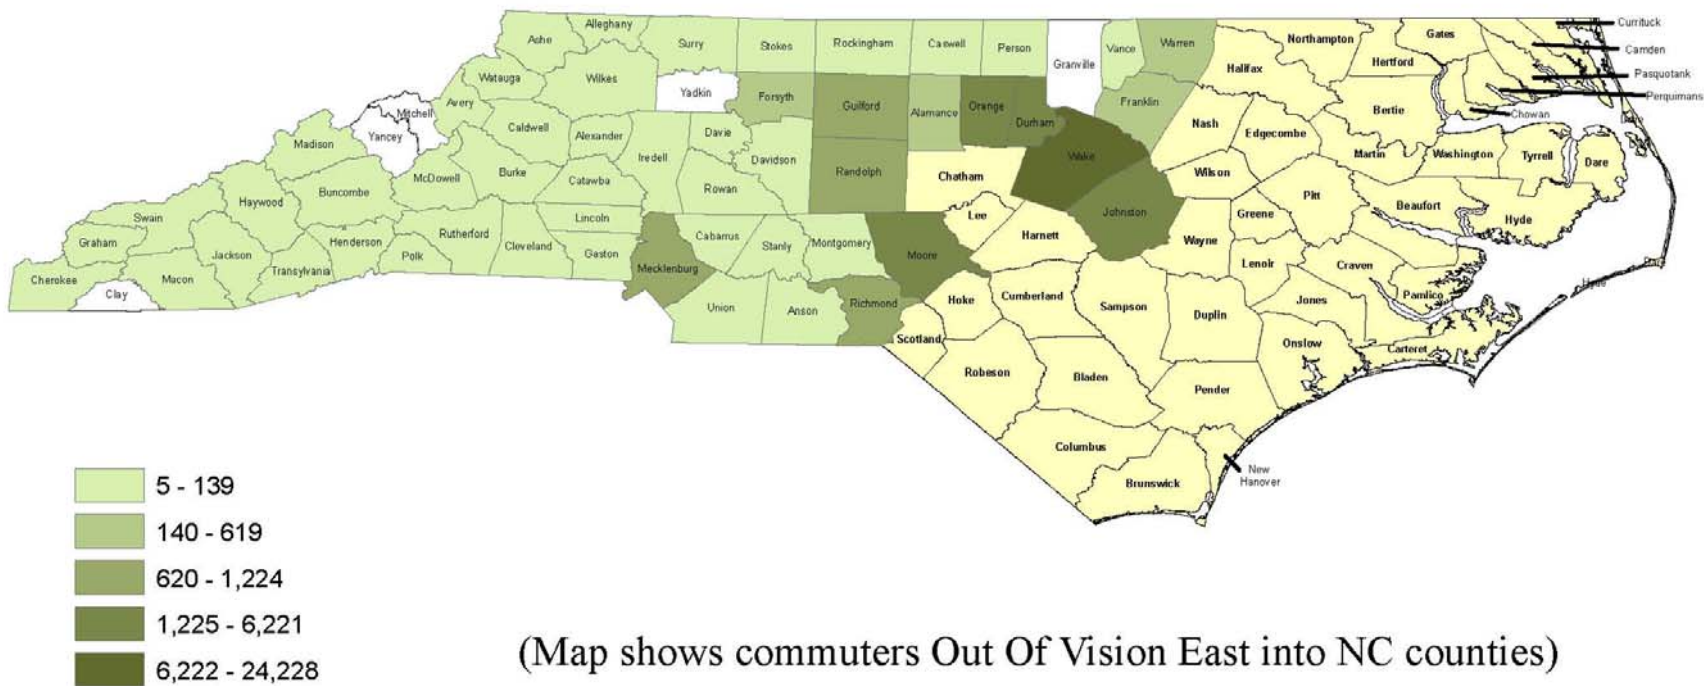 Currituck
Alleghany
Ashe
Surry
Stokes
Rockingham
Caswell
Person
Vance
Warren
Northampton
Gates
Camden
Granville
Halifax
Hertford
Pasquotank
Watauga
Wilkes
Yadkin
Forsyth
Guilford
Alamance
Orange
Durham
Franklin
Perquimans
Bertie
Chowan
Avery
Mitchell
Yancey
Caldwell
Alexander
Davie
Nash
Edgecombe
Madison
Iredell
Davidson
Wake
Martin
Washington
Tyrrell
Dare
McDowell
Burke
Catawba
Rowan
Randolph
Chatham
Wilson
Buncombe
Haywood
Swain
Lincoln
Lee
Johnston
Greene
Pitt
Beaufort
Hyde
Graham
Jackson
Henderson
Rutherford
Cleveland
Gaston
Cabarrus
Stanly
Montgomery
Moore
Harnett
Wayne
Cherokee
Macon
Transylvania
Polk
Mecklenburg
Lenoir
Craven
Clay
Union
Anson
Richmond
Hoke
Cumberland
Sampson
Duplin
Jones
Pamlico
Hyde
Scotland
Onslow
Carteret
Robeson
Bladen
Pender
Columbus
Brunswick
New
Hanover
5 - 139
140 - 619
620 - 1,224
1,225 - 6,221
6,222 - 24,228
(Map shows commuters Out Of Vision East into NC counties)